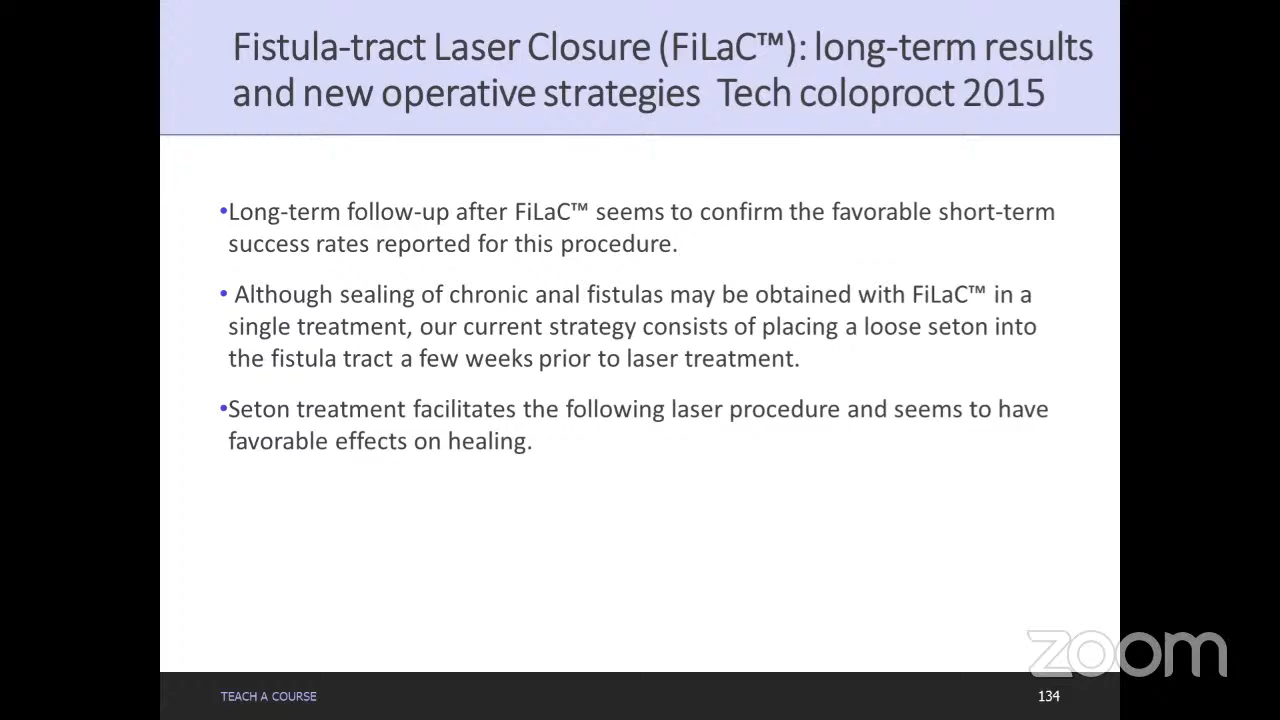 Fistula-tract Laser Closure (FiLaC™): long-term results
and new operative strategies Tech coloproct 2015
•Long-term follow-up after FiLaC™ seems to confirm the favorable short-term
success rates reported for this procedure.
• Although sealing of chronic anal fistulas may be obtained with FiLaC™ in a
single treatment, our current strategy consists of placing a loose seton into
the fistula tract a few weeks prior to laser treatment.
•Seton treatment facilitates the following laser procedure and seems to have
favorable effects on healing.
zoom
TEACH A COURSE
134